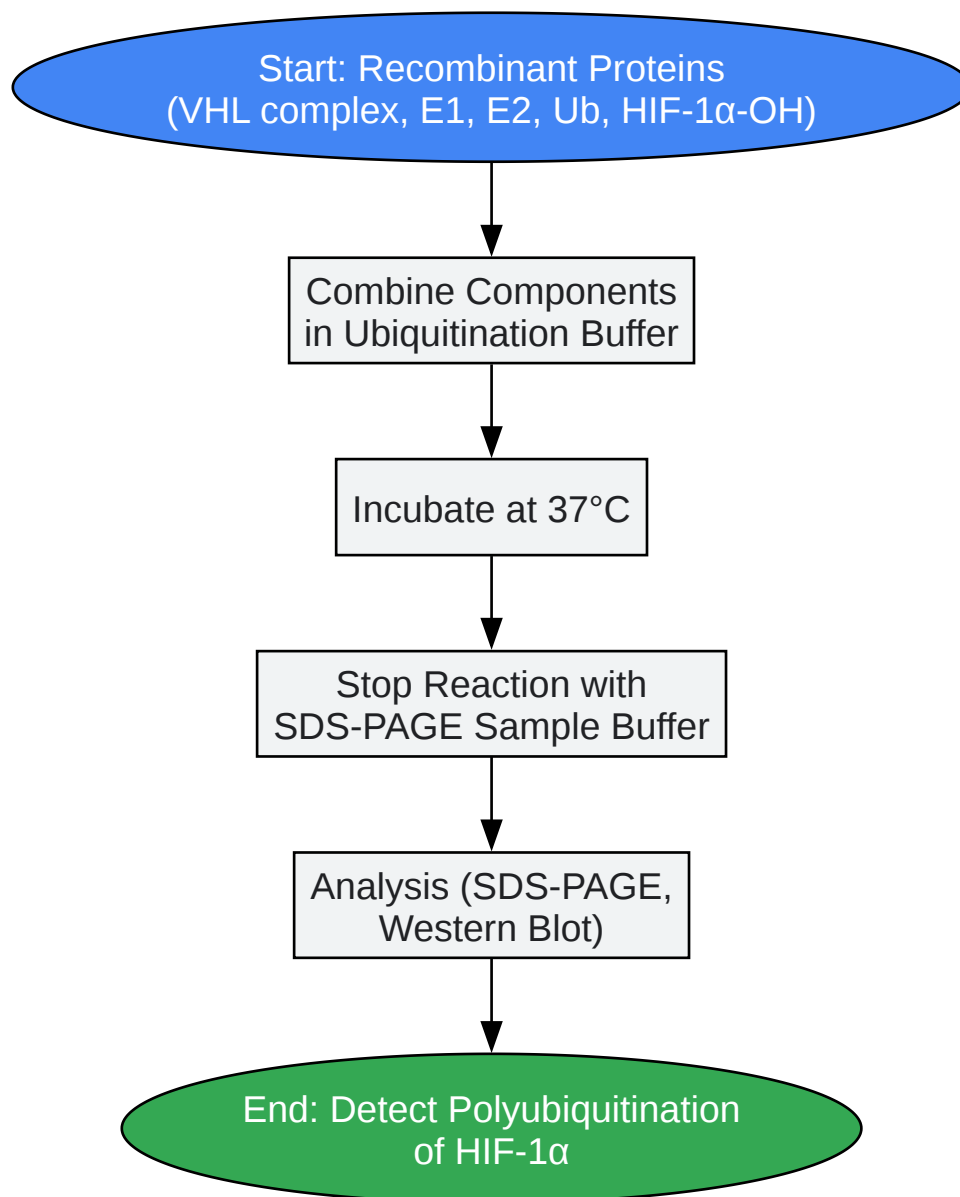 Start: Recombinant Proteins
(VHL complex, E1, E2, Ub, HIF-1α-OH)
Combine Components
in Ubiquitination Buffer
Incubate at 37°C
Stop Reaction with
SDS-PAGE Sample Buffer
Analysis (SDS-PAGE,
Western Blot)
End: Detect Polyubiquitination
of HIF-1α